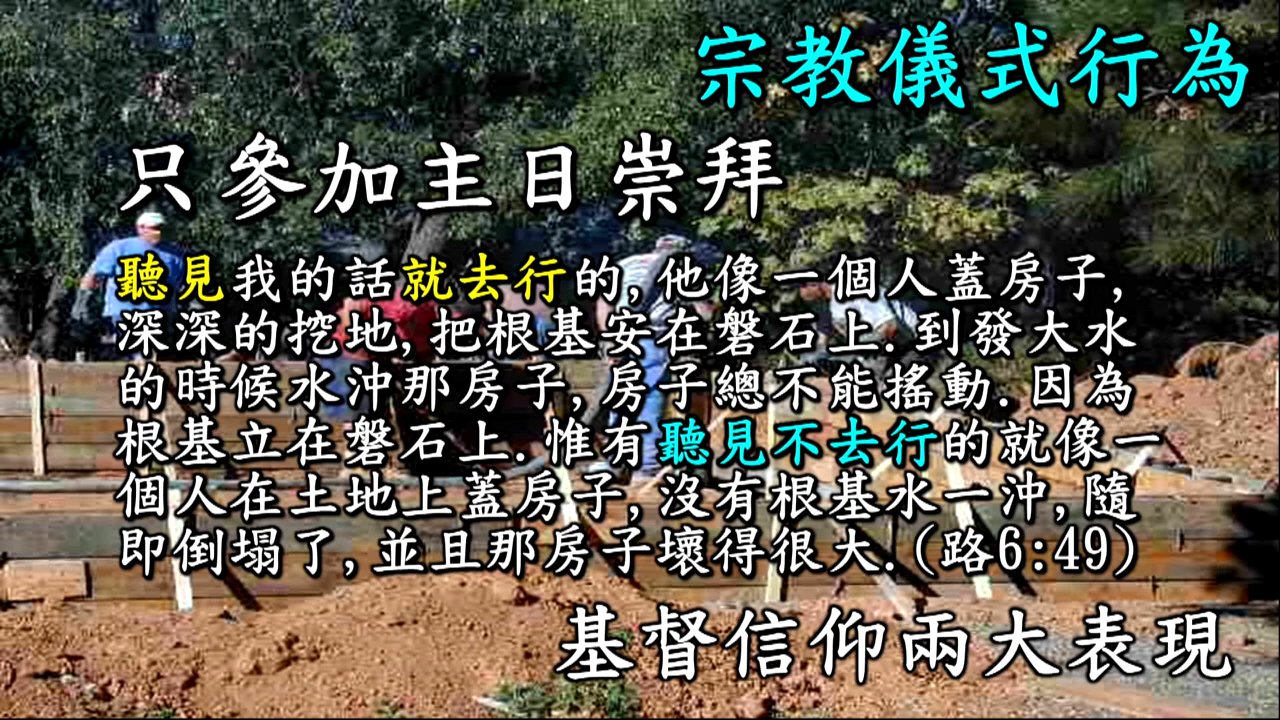 宗教儀式行為
只參加主日崇拜
聽見我的話就去行的,他像一個人蓋房子,
深深的挖地,把根基安在磐石上.到發大水
的時候水沖那房子,房子總不能搖動.因為
根基立在磐石上.惟有聽見不去行的就像一
個人在土地上蓋房子,沒有根基水一沖,隨
即倒塌了,並且那房子壞得很大.(路6:49)
基督信仰兩大表現